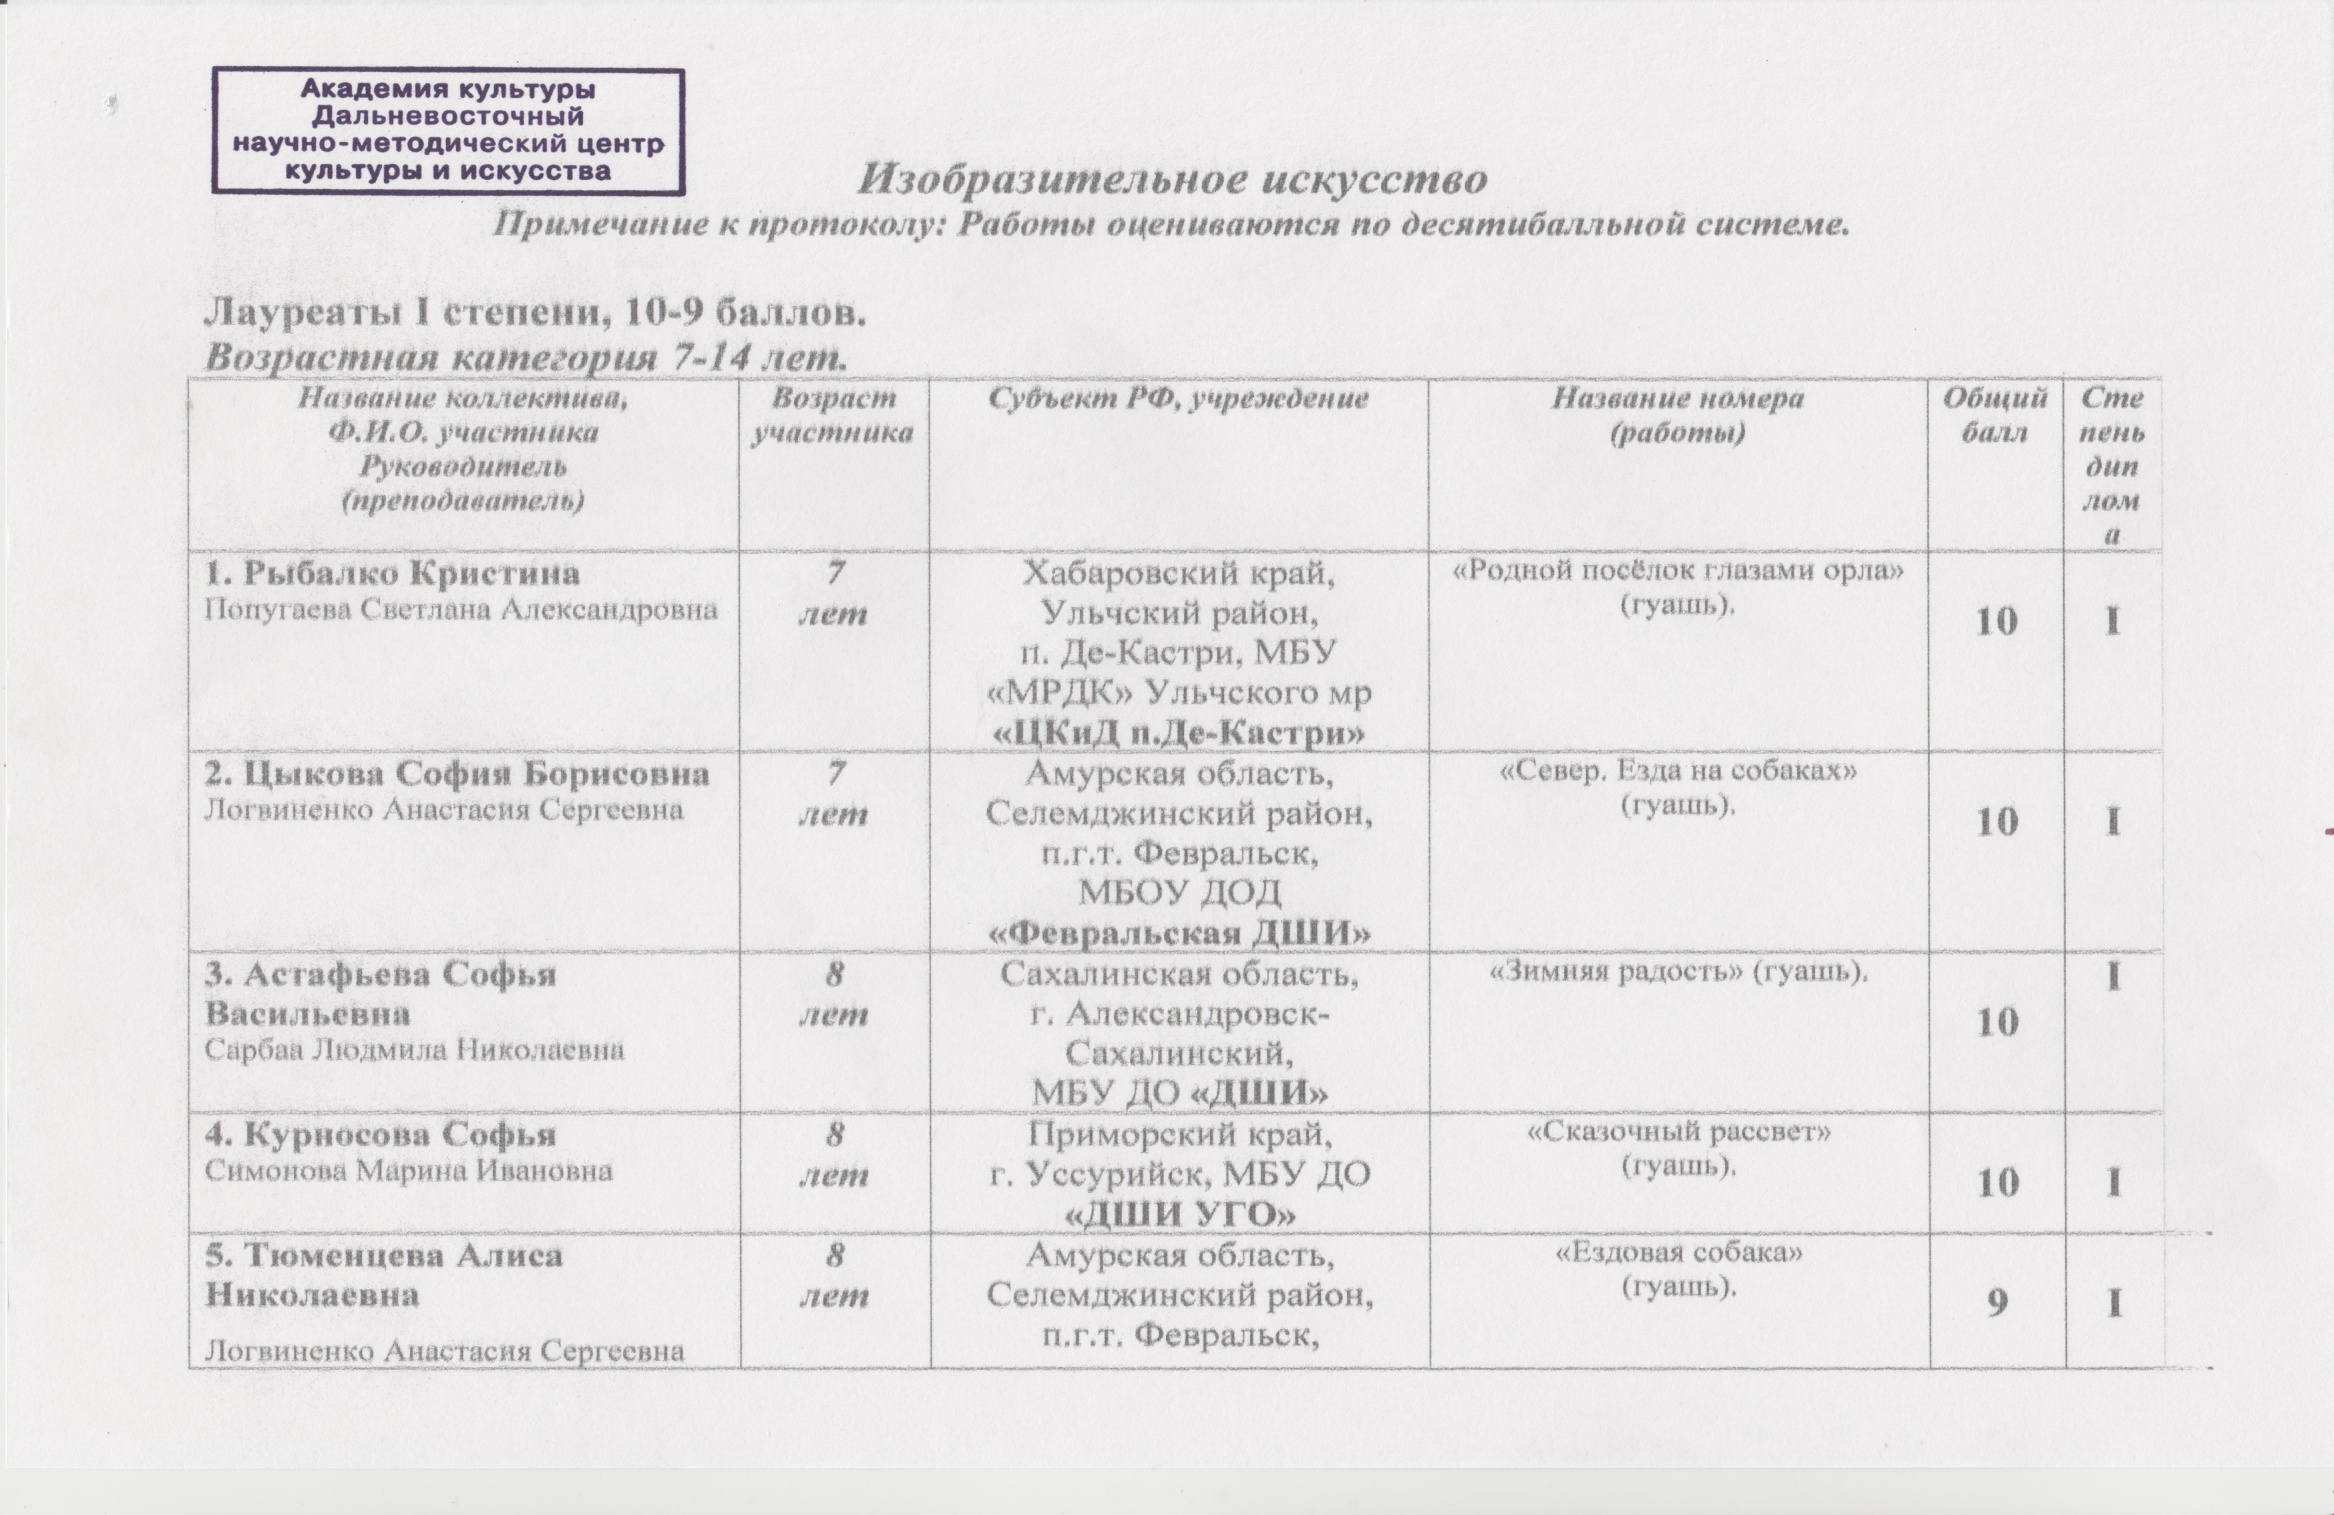 Академия культуры
Дальневосточный
научно-методический центр
культуры и искусства
Изобразительное искусство
Примечание к протоколу: Работы оцениваются по десятибалльной системе.
Лауреаты I степени, 10-9 баллов.
Возрастная категория 7-14 лет.
Название коллектива,
Ф.И.О. участника
Руководитель
(преподаватель)
Возраст
участника
Субъект РФ, учреждение
Название номера
(работы)
Общий
балл
Сте
пень
дип
лом
а
1. Рыбалко Кристина
Попугаева Светлана Александровна
7
лет
Хабаровский край,
Ульчский район,
п. Де-Кастри, МБУ
«МРДК» Ульчского мр
«ЦКиД п.Де-Кастри»
«Родной посёлок глазами орла»
(гуашь).
10
I
2. Цыкова София Борисовна
Логвиненко Анастасия Сергеевна
7
лет
Амурская область,
Селемджинский район,
п.г.т. Февральск,
МБОУ ДОД
«Февральская ДШИ»
«Север. Езда на собаках»
(гуашь).
10
I
3. Астафьева Софья
Васильевна
Сарбаа Людмила Николаевна
8
лет
Сахалинская область,
г. Александровск-
Сахалинский,
МБУ ДО «ДШИ»
«Зимняя радость» (гуашь).
10
I
4. Курносова Софья
Симонова Марина Ивановна
8
лет
Приморский край,
г. Уссурийск, МБУ ДО
«ДШИ УГО»
«Сказочный рассвет»
(гуашь).
10
I
5. Тюменцева Алиса
Николаевна
Логвиненко Анастасия Сергеевна
8
лет
Амурская область,
Селемджинский район,
п.г.т. Февральск,
«Ездовая собака»
(гуашь).
9
I